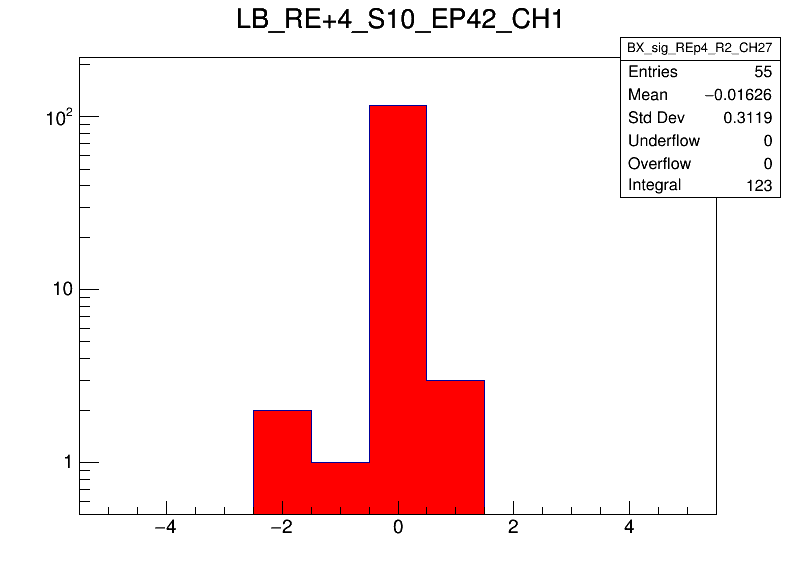 LB_RE+4_S10_EP42_CH1
BX_sig_REp4_R2_CH27
Entries 55
Mean −0.01626
Std Dev 0.3119
Underflow 0
Overflow 0
Integral 123
10²
10
1
−4 −2 0 2 4